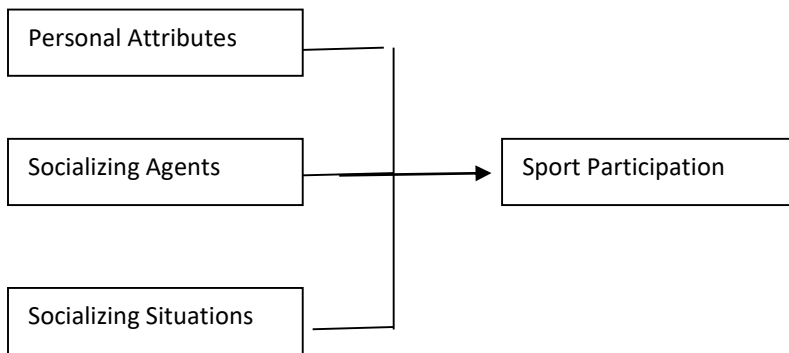 Personal Attributes
Socializing Agents
Sport Participation
Socializing Situations